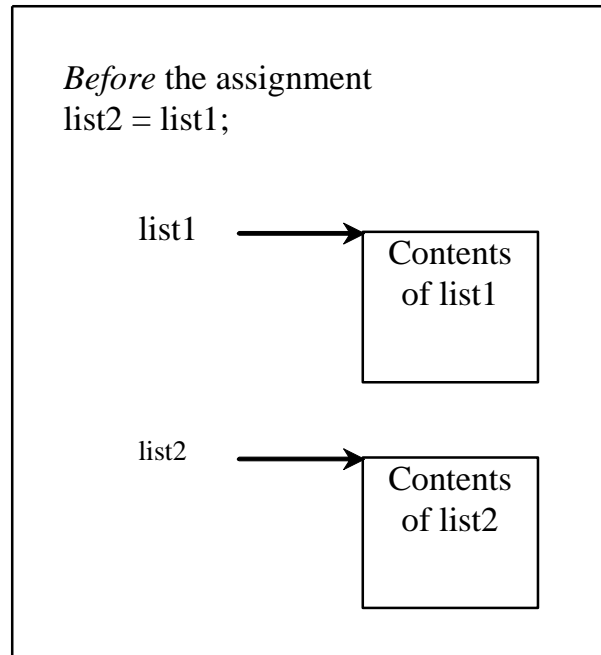 Before the assignment
list2 = list1;
list1
Contents
of list1
list2
Contents
of list2